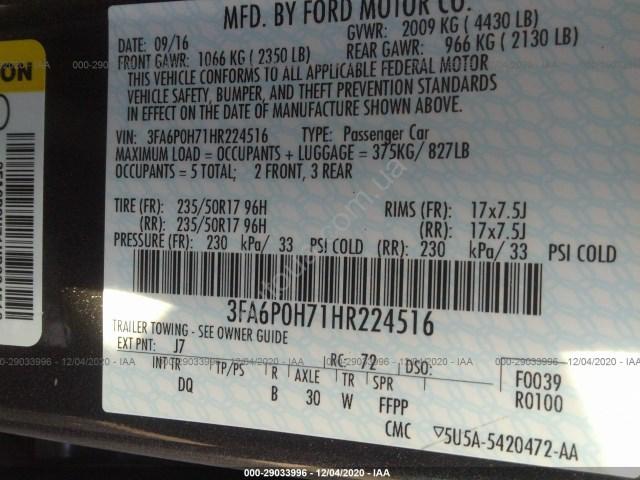 MFD. BY FORD MOTOR CO.
DATE: 09/16 GVWR: 2009 KG ( 4430 LB)
FRONT GAWR: 1066 KG ( 2350 LB) REAR GAWR: 966 KG ( 2130 LB)
THIS VEHICLE CONFORMS TO ALL APPLICABLE FEDERAL MOTOR
VEHICLE SAFETY, BUMPER, AND THEFT PREVENTION STANDARDS
IN EFFECT ON THE DATE OF MANUFACTURE SHOWN ABOVE.
000-29033996 - 12/04/2020 - IAA
VIN: 3FA6P0H71HR224516 TYPE: Passenger Car
MAXIMUM LOAD = OCCUPANTS + LUGGAGE = 375KG/ 827LB
OCCUPANTS = 5 TOTAL; 2 FRONT, 3 REAR
TIRE (FR): 235/50R17 96H RIMS (FR): 17x7.5J
(RR): 235/50R17 96H (RR): 17x7.5J
PRESSURE (FR): 230 kPa/ 33 PSI COLD (RR): 230 kPa/ 33 PSI COLD
3FA6P0H71HR224516
TRAILER TOWING - SEE OWNER GUIDE
EXT PNT: J7 RC: 72 DSO:
INT TR TP/PS R AXLE TR SPR F0039
DQ B 30 W FFPP R0100
CMC ▽5U5A-5420472-AA
000-29033996 - 12/04/2020 - IAA